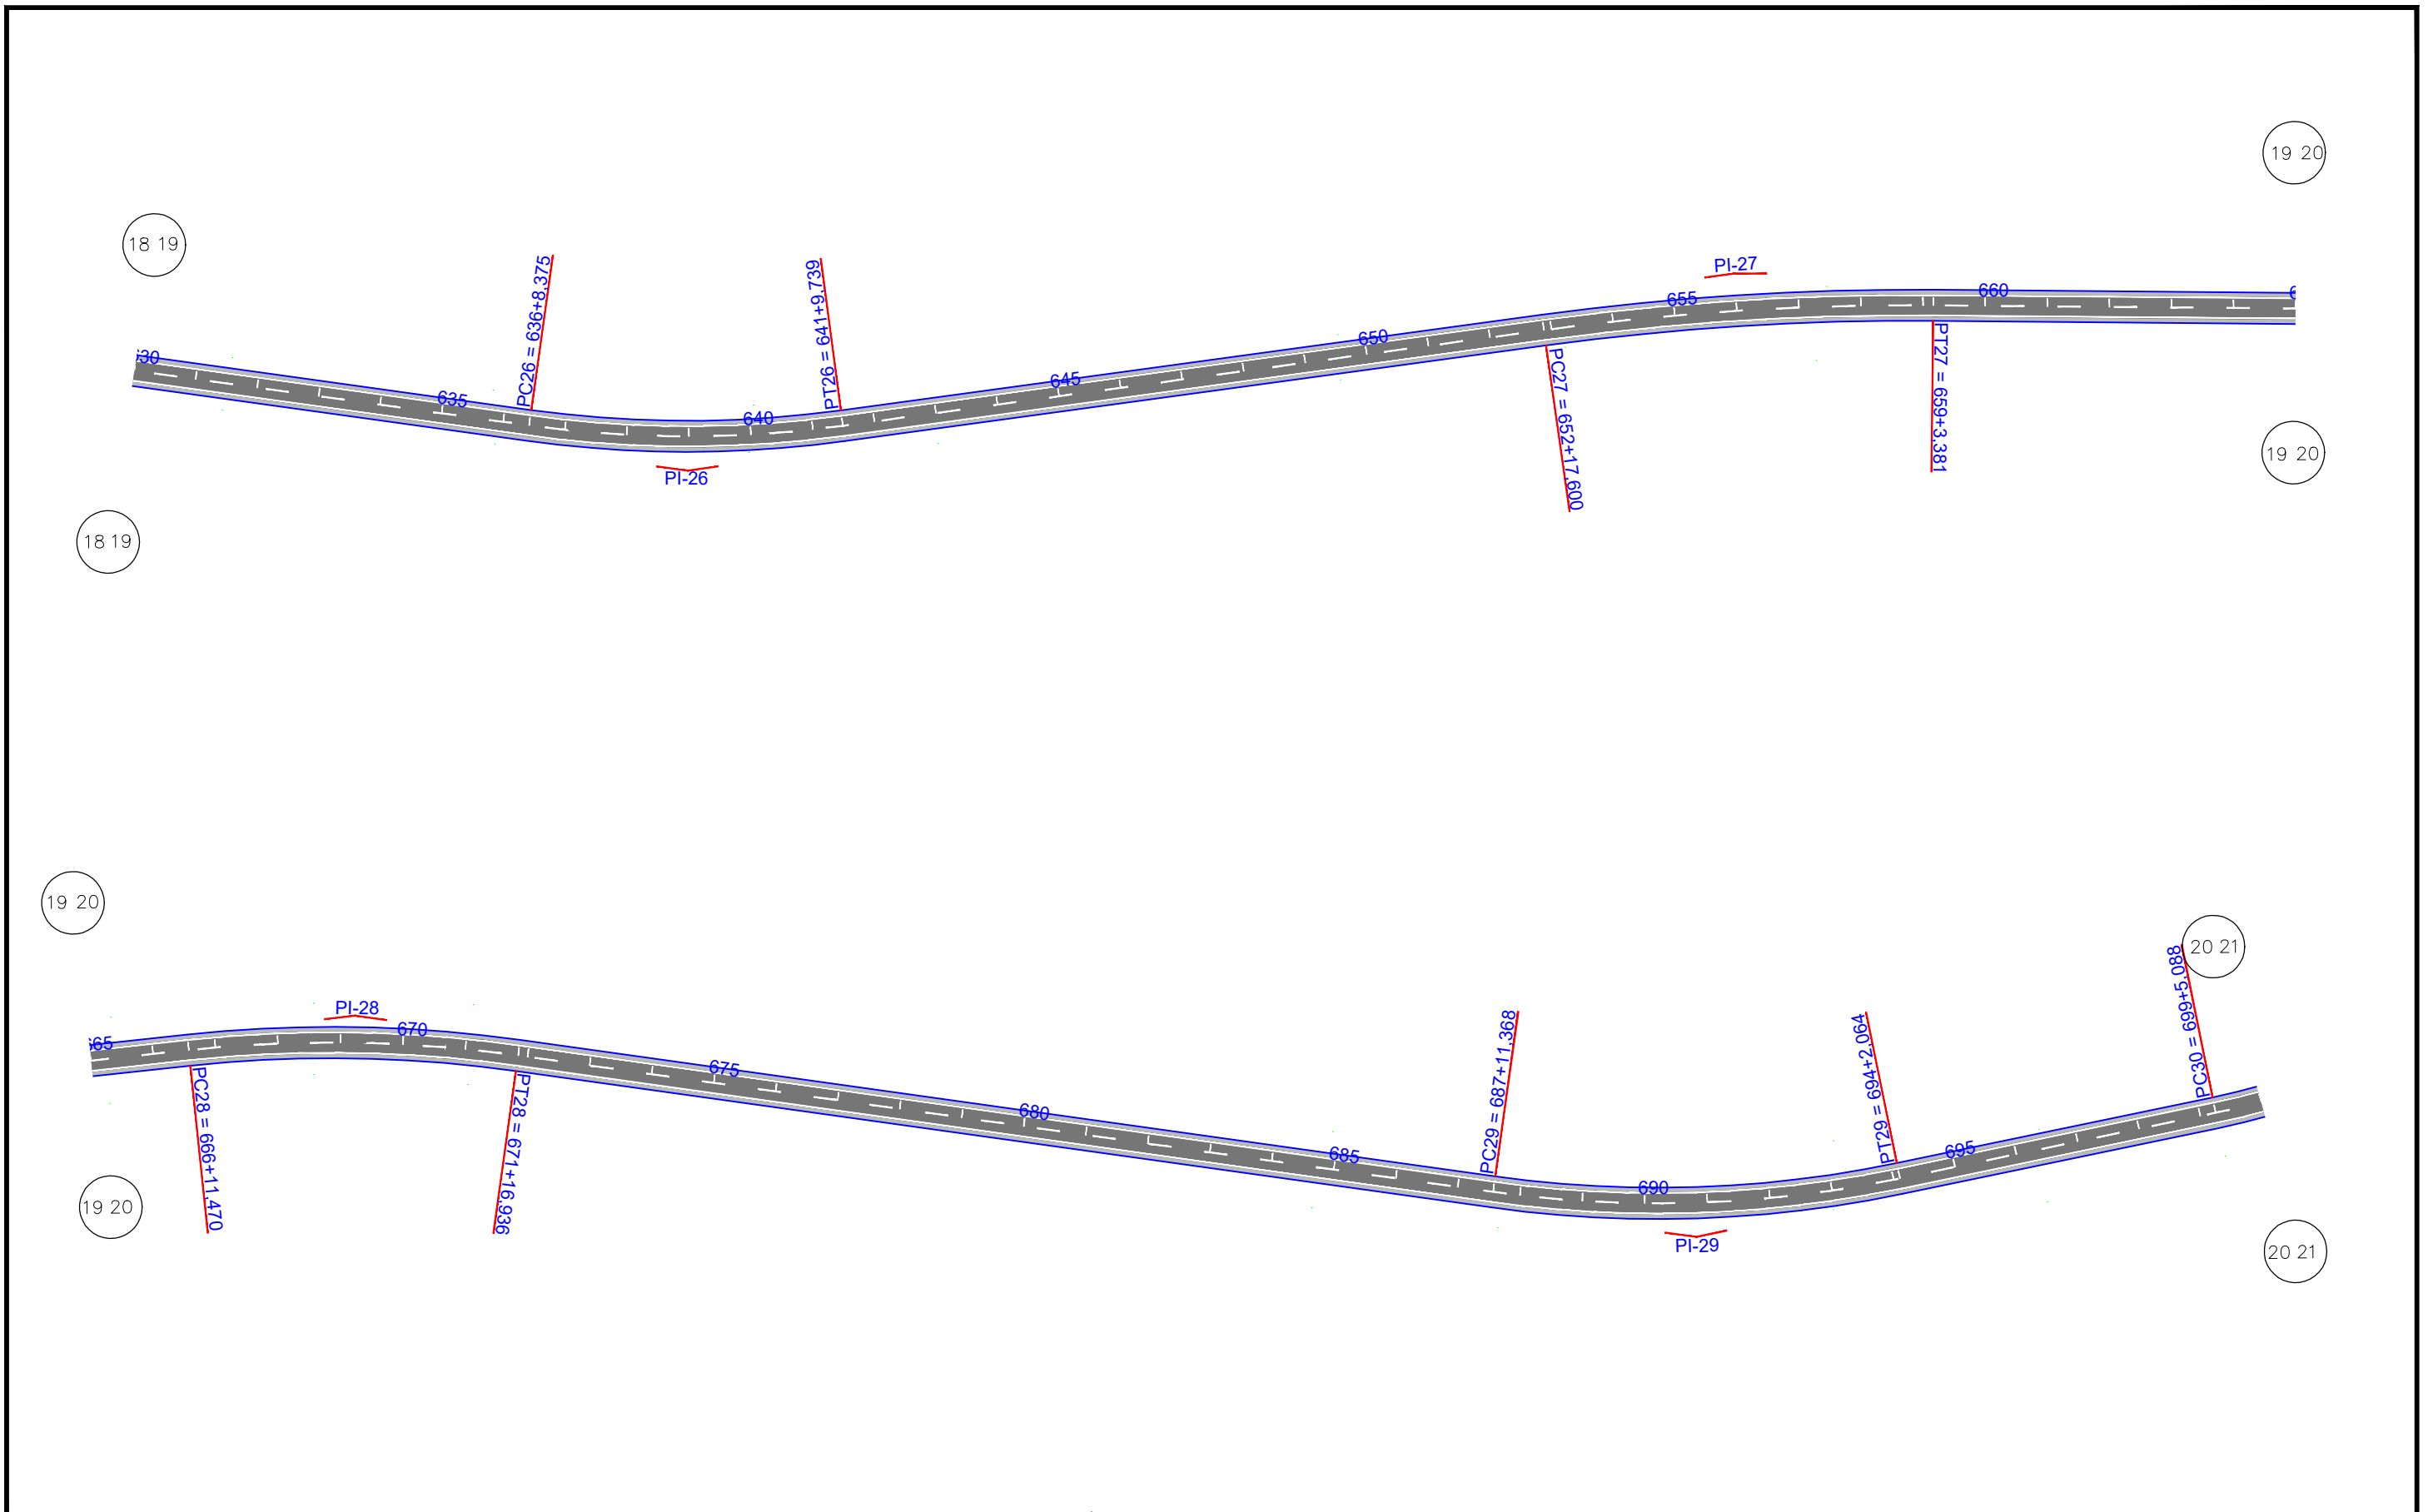 19 20
18 19
PC26 = 636+8,375
PT26 = 641+9,739
PI-27
655
660
650
635
645
640
PT27 = 659+3,381
PC27 = 652+17,600
PI-26
19 20
18 19
19 20
20 21
PI-28
670
675
PC28 = 666+11,470
PT28 = 671+16,936
680
685
PC29 = 687+11,368
690
PT29 = 694+2,064
695
PC30 = 699+5,088
19 20
PI-29
20 21